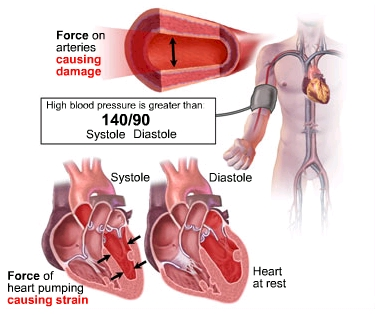 Force on
arteries
causing
damage
High blood pressure is greater than
140/90
Systole Diastole
Systole
Diastole
Force of
heart pumping
causing strain
Heart
at rest